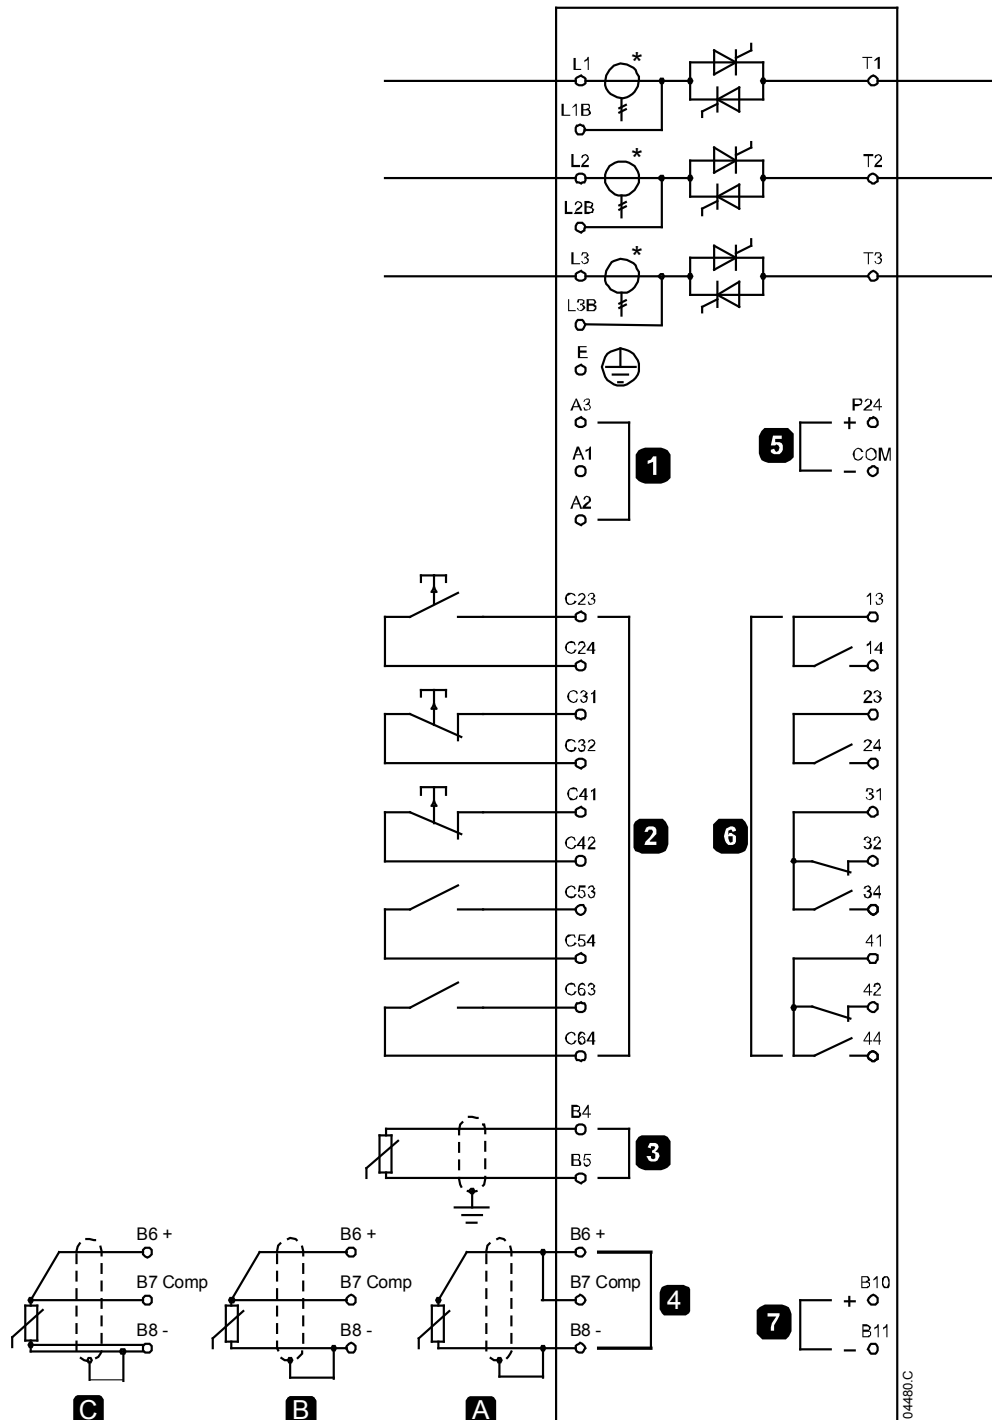 L1 * T1
L1B
L2 * T2
L2B
L3 * T3
L3B
E
A3 P24
+
1 5
A1 COM
−
A2
C23 13
C24 14
C31 23
C32 24
C41 31
2 6
C42 32
C53 34
C54 41
C63 42
C64 44
B4
3
B5
B6 + B6 + B6 +
B7 Comp B7 Comp B7 Comp 4 B10
+
7
B8 - B8 - B8 - B11
−
C B A
04480.C